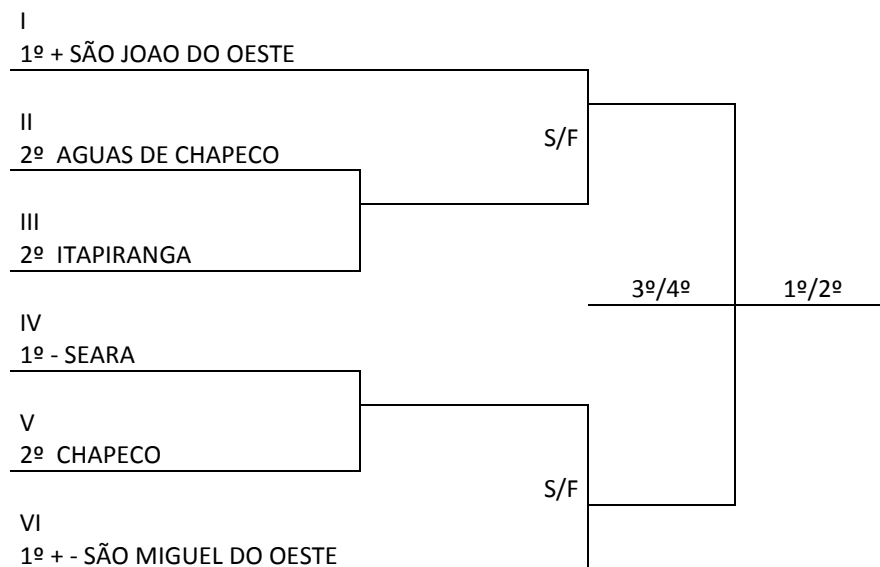 I
1º + SÃO JOAO DO OESTE
II
2º AGUAS DE CHAPECO
S/F
III
2º ITAPIRANGA
3º/4º 1º/2º
IV
1º - SEARA
V
2º CHAPECO
S/F
VI
1º + - SÃO MIGUEL DO OESTE